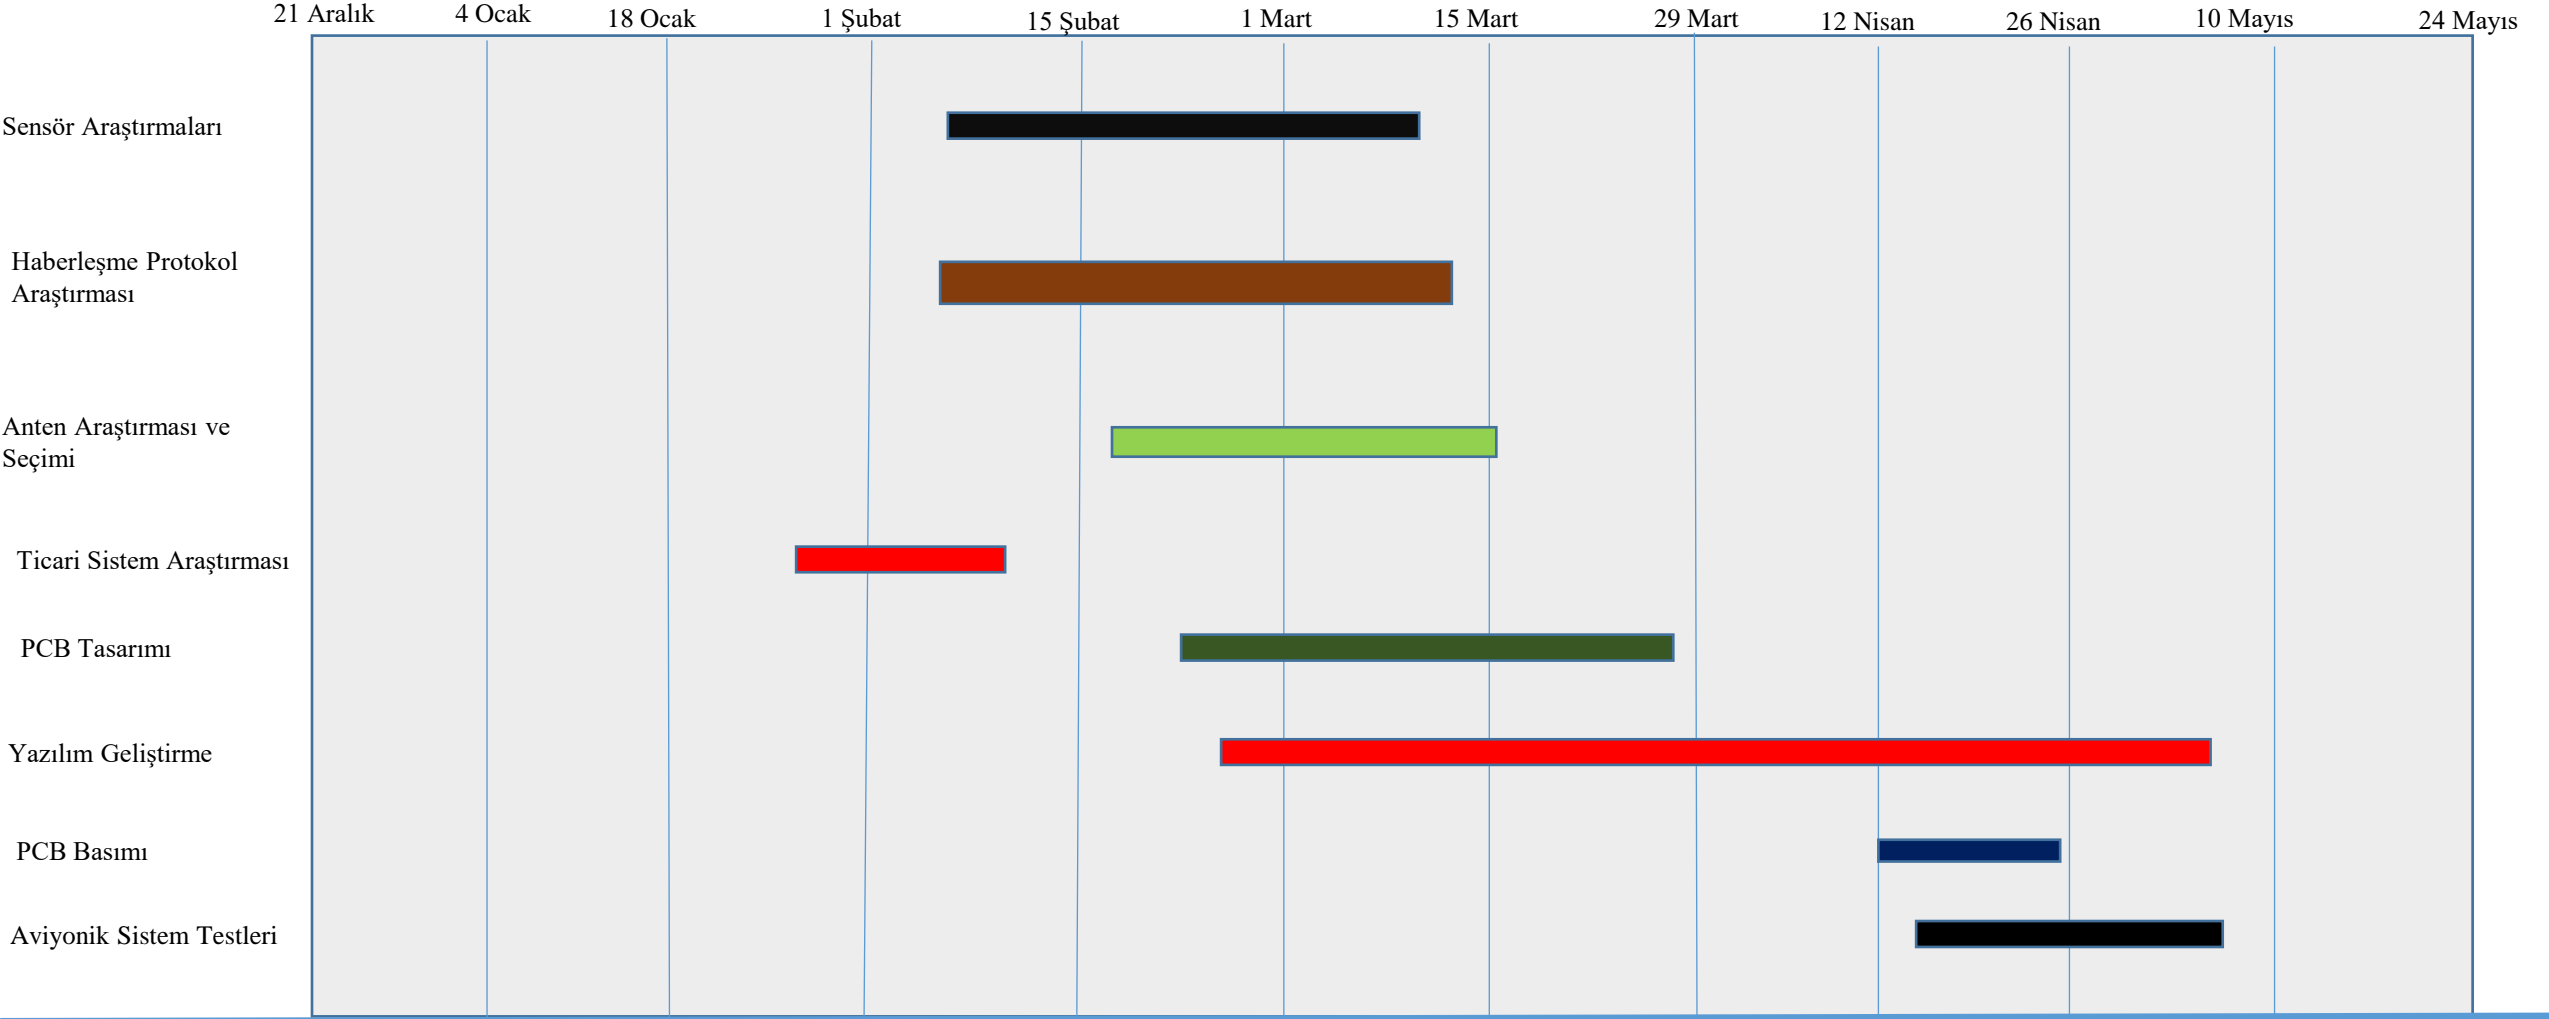 21 Aralık
4 Ocak
18 Ocak
1 Şubat
15 Şubat
1 Mart
15 Mart
29 Mart
12 Nisan
26 Nisan
10 Mayıs
24 Mayıs
Sensör Araştırmaları
Haberleşme Protokol
Araştırması
Anten Araştırması ve
Seçimi
Ticari Sistem Araştırması
PCB Tasarımı
Yazılım Geliştirme
PCB Basımı
Aviyonik Sistem Testleri